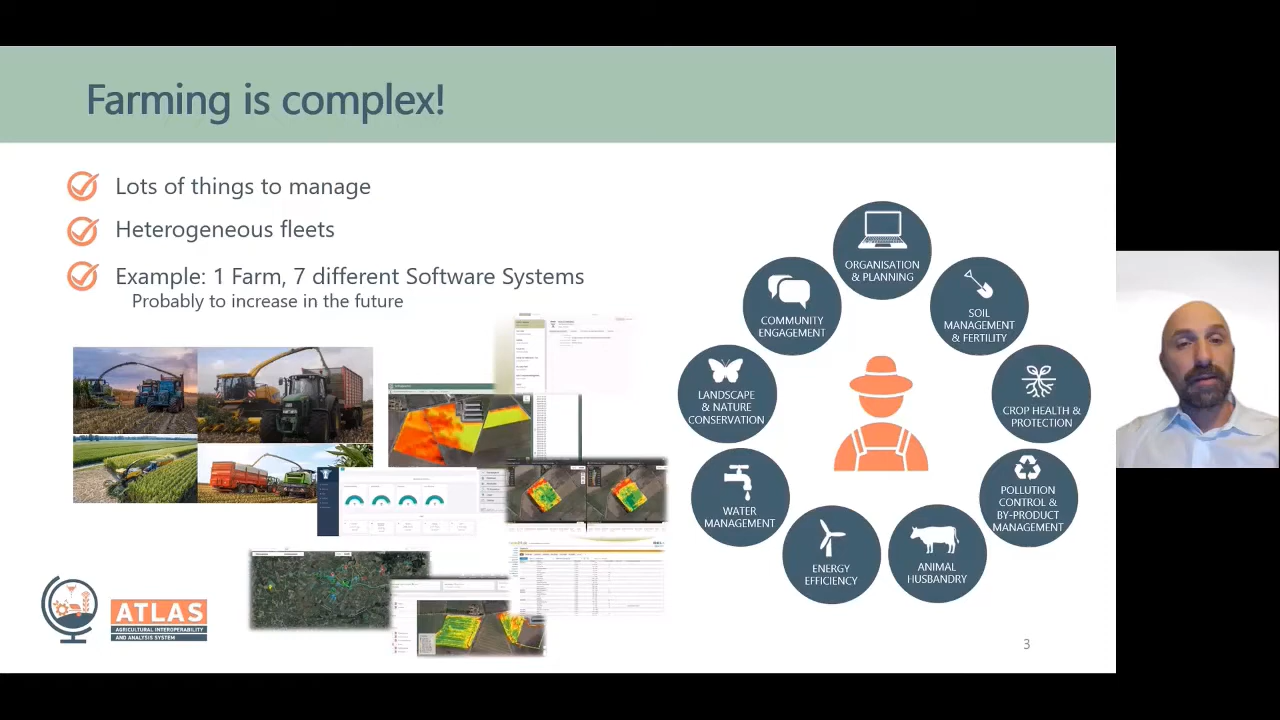 Farming is complex!
Lots of things to manage
Heterogeneous fleets
Example: 1 Farm, 7 different Software Systems
Probably to increase in the future
ORGANISATION
& PLANNING
SOIL
MANAGEMENT
& FERTILITY
CROP HEALTH &
PROTECTION
POLLUTION
CONTROL &
BY-PRODUCT
MANAGEMENT
ANIMAL
HUSBANDRY
ENERGY
EFFICIENCY
WATER
MANAGEMENT
LANDSCAPE
& NATURE
CONSERVATION
COMMUNITY
ENGAGEMENT
ATLAS
AGRICULTURAL INTEROPERABILITY
AND ANALYSIS SYSTEM
3